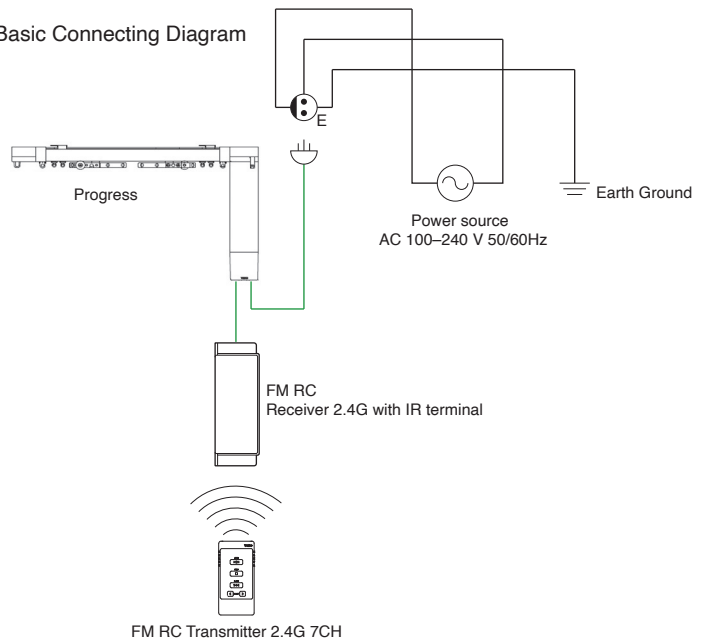 Basic Connecting Diagram
E
Progress
Earth Ground
Power source
AC 100–240 V 50/60Hz
FM RC
Receiver 2.4G with IR terminal
FM RC Transmitter 2.4G 7CH